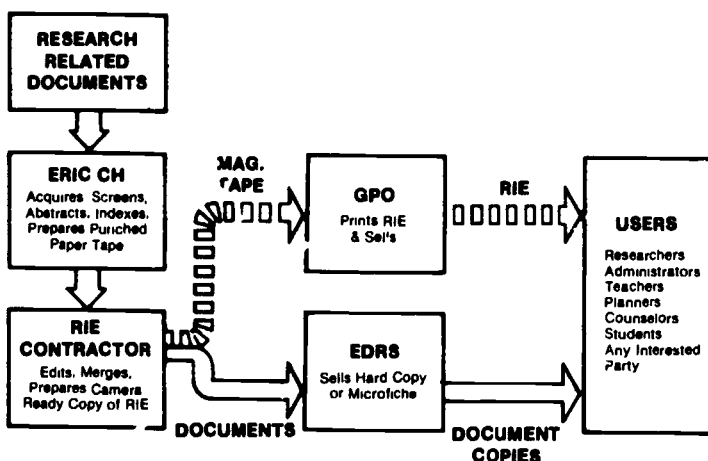 RESEARCH
RELATED
DOCUMENTS
ERIC CH
Acquires Screens,
Abstracts, Indexes,
Prepares Punched
Paper Tape
RIE
CONTRACTOR
Edits, Merges,
Prepares Camera
Ready Copy of RIE
MAG.
TAPE
GPO
Prints RIE
& Sells
RIE
DOCUMENTS
EDRS
Sells Hard Copy
or Microfiche
DOCUMENT
COPIES
USERS
Researchers
Administrators
Teachers
Planners
Counselors
Students
Any Interested
Party